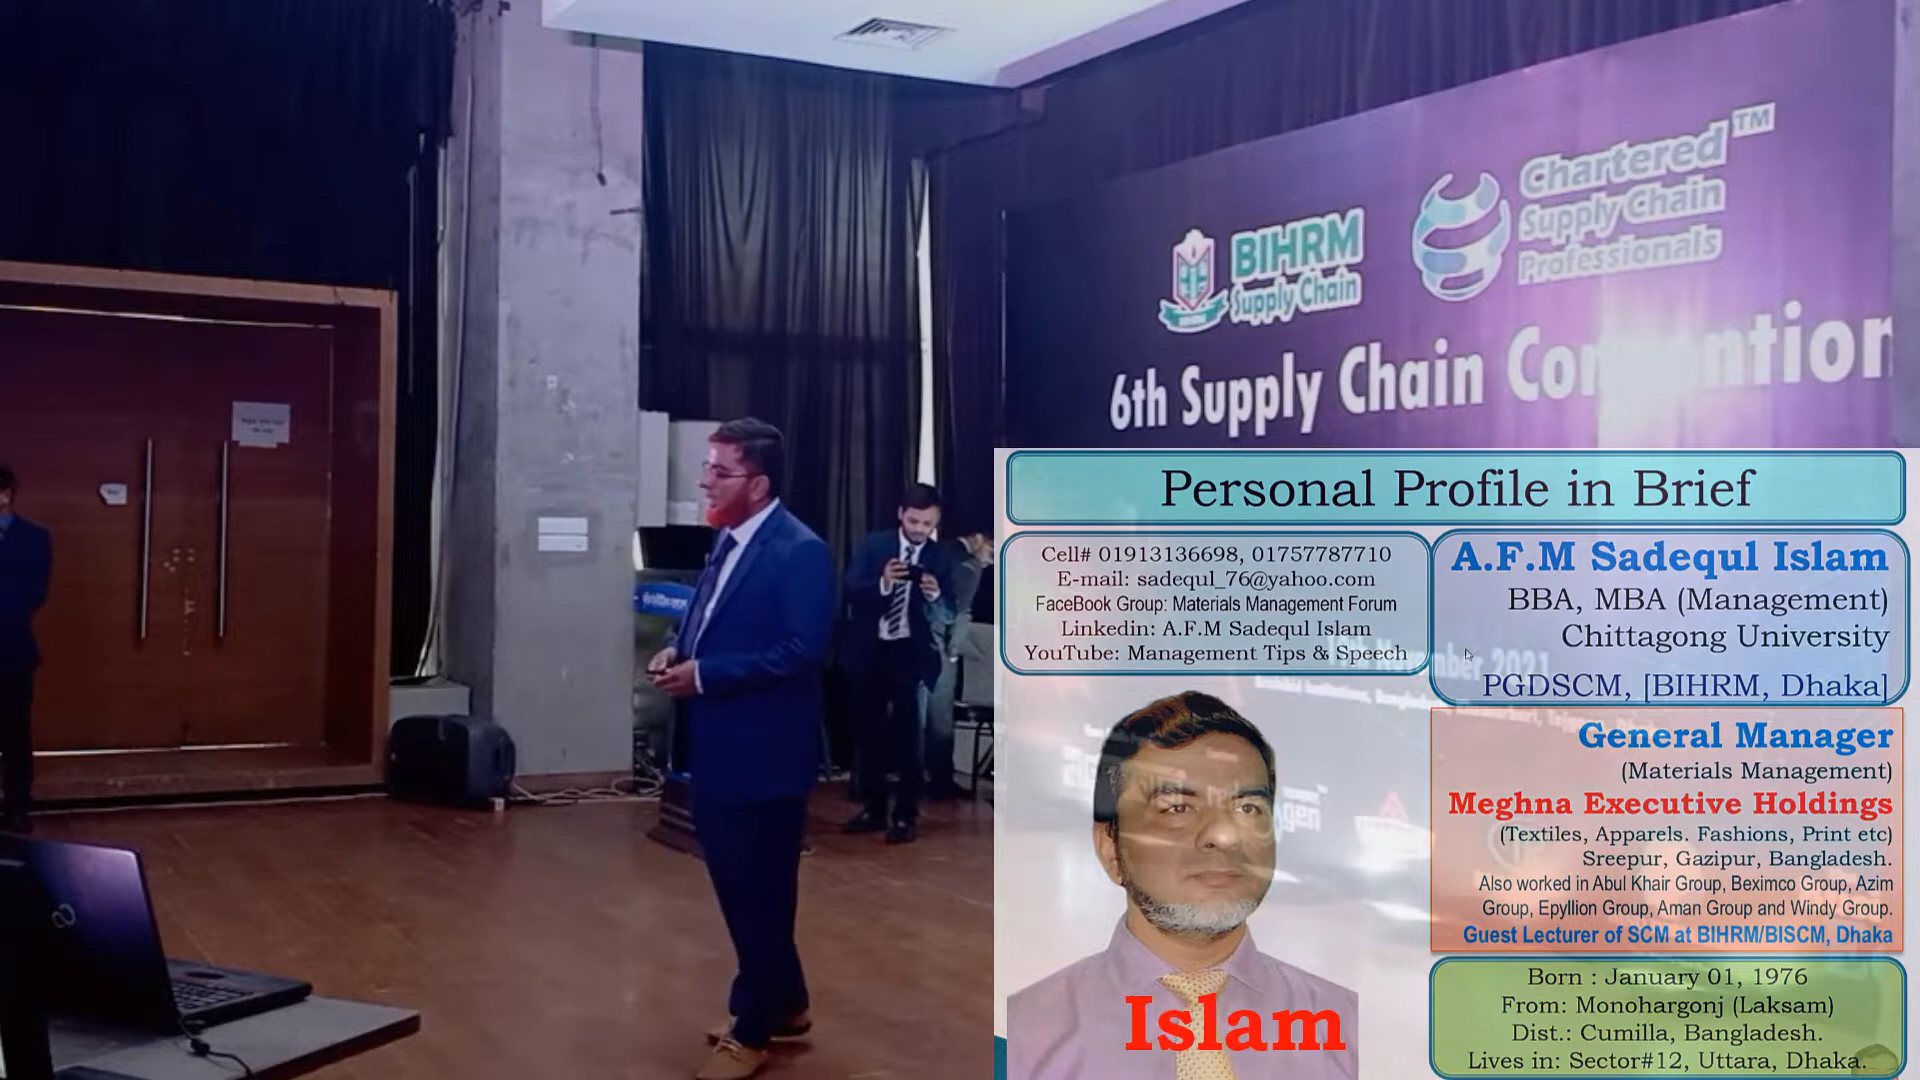 BIHRM
Supply Chain
BIHRM
Chartered™
Supply Chain
Professionals
6th Supply Chain Convention
Personal Profile in Brief
Cell# 01913136698, 01757787710
E-mail: sadequl_76@yahoo.com
FaceBook Group: Materials Management Forum
Linkedin: A.F.M Sadequl Islam
YouTube: Management Tips & Speech
A.F.M Sadequl Islam
BBA, MBA (Management)
Chittagong University
PGDSCM, [BIHRM, Dhaka]
General Manager
(Materials Management)
Meghna Executive Holdings
(Textiles, Apparels. Fashions, Print etc)
Sreepur, Gazipur, Bangladesh.
Also worked in Abul Khair Group, Beximco Group, Azim
Group, Epyllion Group, Aman Group and Windy Group.
Guest Lecturer of SCM at BIHRM/BISCM, Dhaka
Born : January 01, 1976
From: Monohargonj (Laksam)
Dist.: Cumilla, Bangladesh.
Lives in: Sector#12, Uttara, Dhaka.
Islam